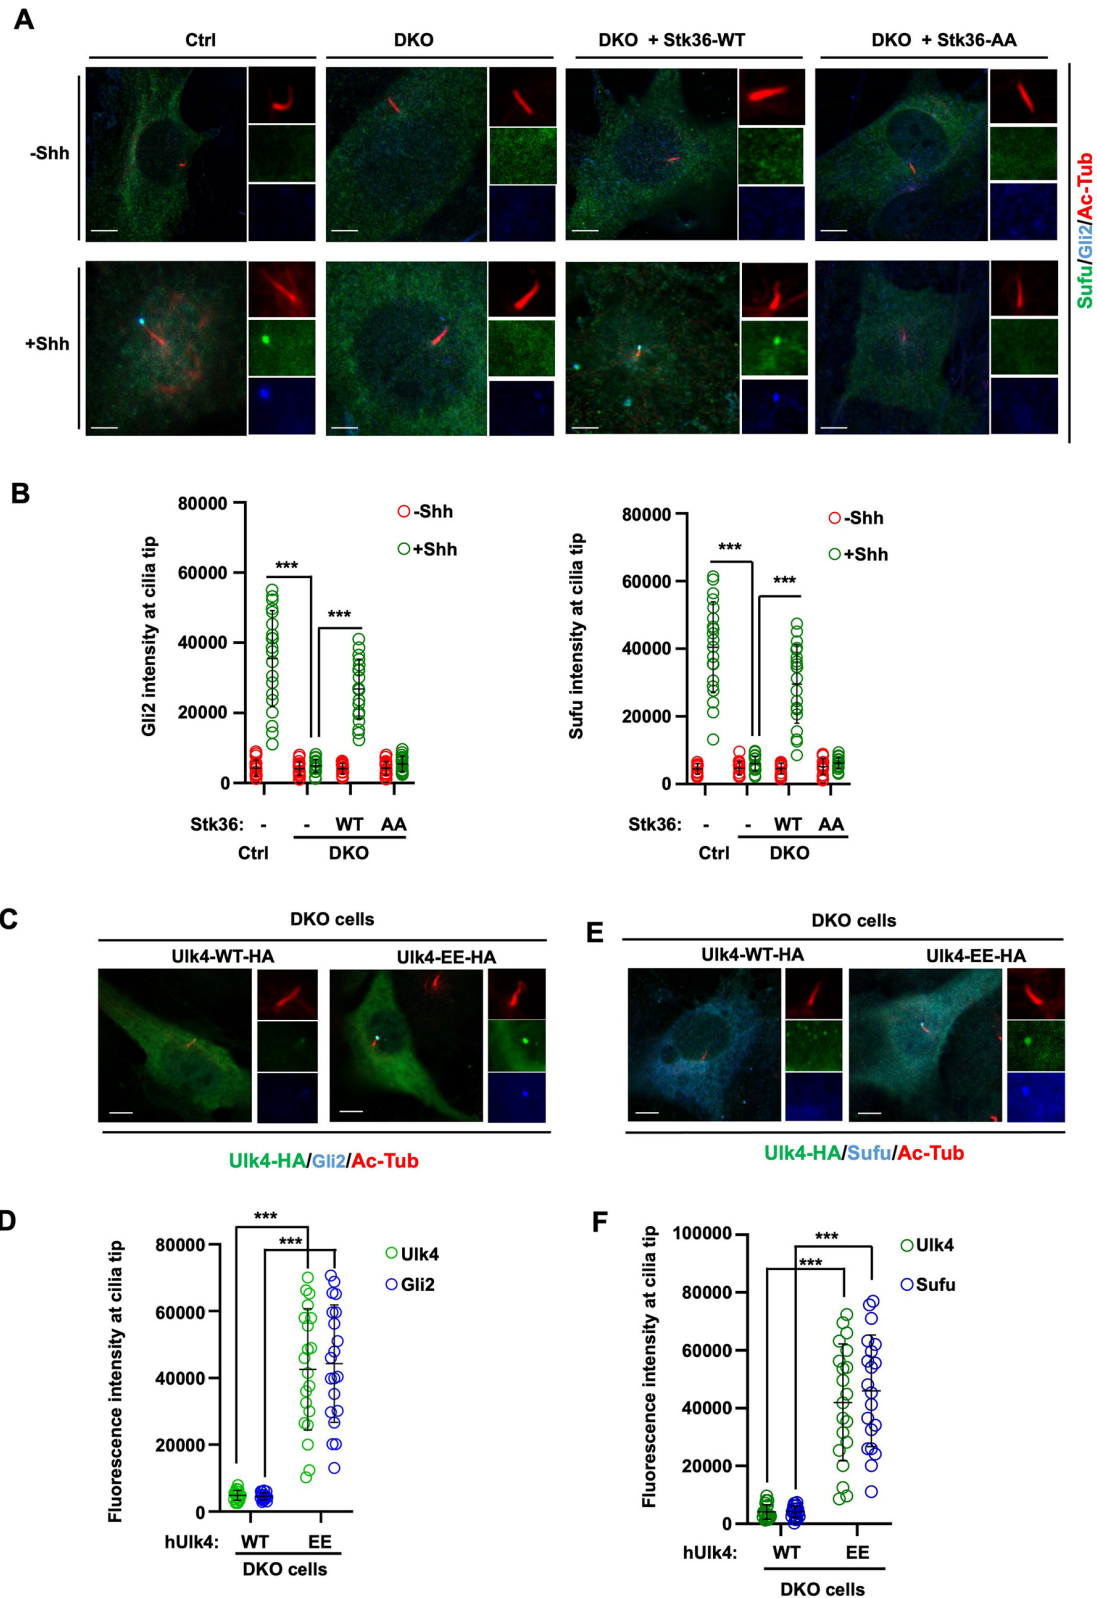 A
Ctrl
DKO
DKO + Stk36-WT
DKO + Stk36-AA
-Shh
+Shh
Sufu/Gli2/Ac-Tub
B
Gli2 intensity at cilia tip
80000
60000
40000
20000
0
-Shh
+Shh
***
***
Stk36: - - WT AA
Ctrl DKO
Sufu intensity at cilia tip
80000
60000
40000
20000
0
-Shh
+Shh
***
***
Stk36: - - WT AA
Ctrl DKO
C
DKO cells
Ulk4-WT-HA
Ulk4-EE-HA
Ulk4-HA/Gli2/Ac-Tub
E
DKO cells
Ulk4-WT-HA
Ulk4-EE-HA
Ulk4-HA/Sufu/Ac-Tub
D
Fluorescence intensity at cilia tip
80000
60000
40000
20000
0
***
***
Ulk4
Gli2
hUlk4: WT EE
DKO cells
F
Fluorescence intensity at cilia tip
100000
80000
60000
40000
20000
0
***
***
Ulk4
Sufu
hUlk4: WT EE
DKO cells